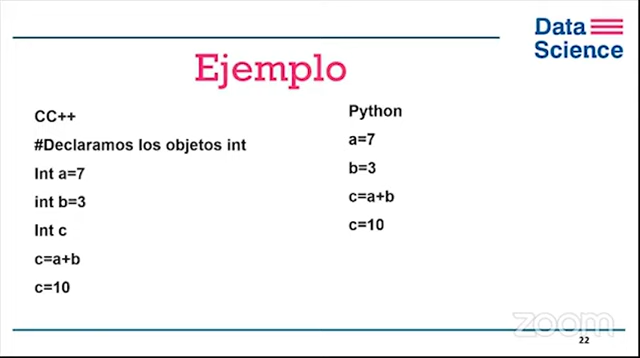 Data
Science
Ejemplo
CC++
#Declaramos los objetos int
Int a=7
int b=3
Int c
c=a+b
c=10
Python
a=7
b=3
c=a+b
c=10
zoom
22